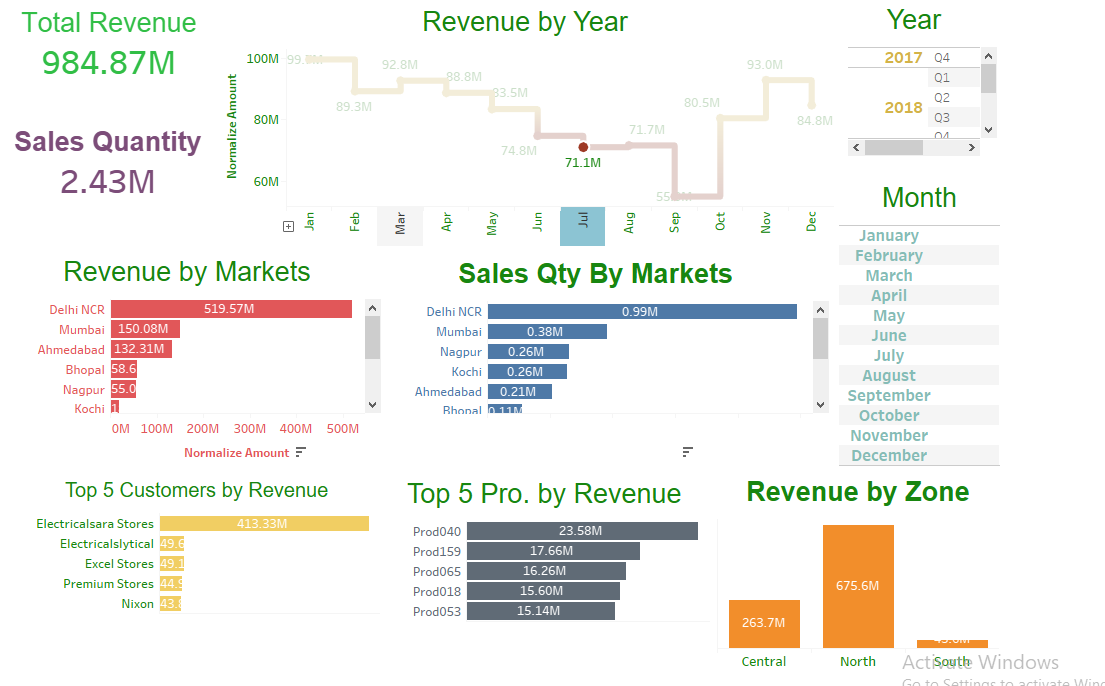 Total Revenue
984.87M
Sales Quantity
2.43M
Revenue by Year
Normalize Amount
100M
80M
60M
89.3M
92.8M
88.8M
83.5M
74.8M
71.1M
71.7M
80.5M
93.0M
84.8M
Jan
Feb
Mar
Apr
May
Jun
Jul
Aug
Sep
Oct
Nov
Dec
Year
2017 Q4
2018
Q1
Q2
Q3
Q4
Month
January
February
March
April
May
June
July
August
September
October
November
December
Revenue by Markets
Delhi NCR 519.57M
Mumbai 150.08M
Ahmedabad 132.31M
Bhopal 58.6
Nagpur 55.0
Kochi
0M 100M 200M 300M 400M 500M
Normalize Amount
Sales Qty By Markets
Delhi NCR 0.99M
Mumbai 0.38M
Nagpur 0.26M
Kochi 0.26M
Ahmedabad 0.21M
Bhopal 0.11M
Top 5 Customers by Revenue
Electricalsara Stores 413.33M
Electricalslytical 49.6
Excel Stores 49.1
Premium Stores 44.9
Nixon 43.8
Top 5 Pro. by Revenue
Prod040 23.58M
Prod159 17.66M
Prod065 16.26M
Prod018 15.60M
Prod053 15.14M
Revenue by Zone
263.7M
675.6M
Central
North
South
Activate Windows
Go to Settings to activate Wind